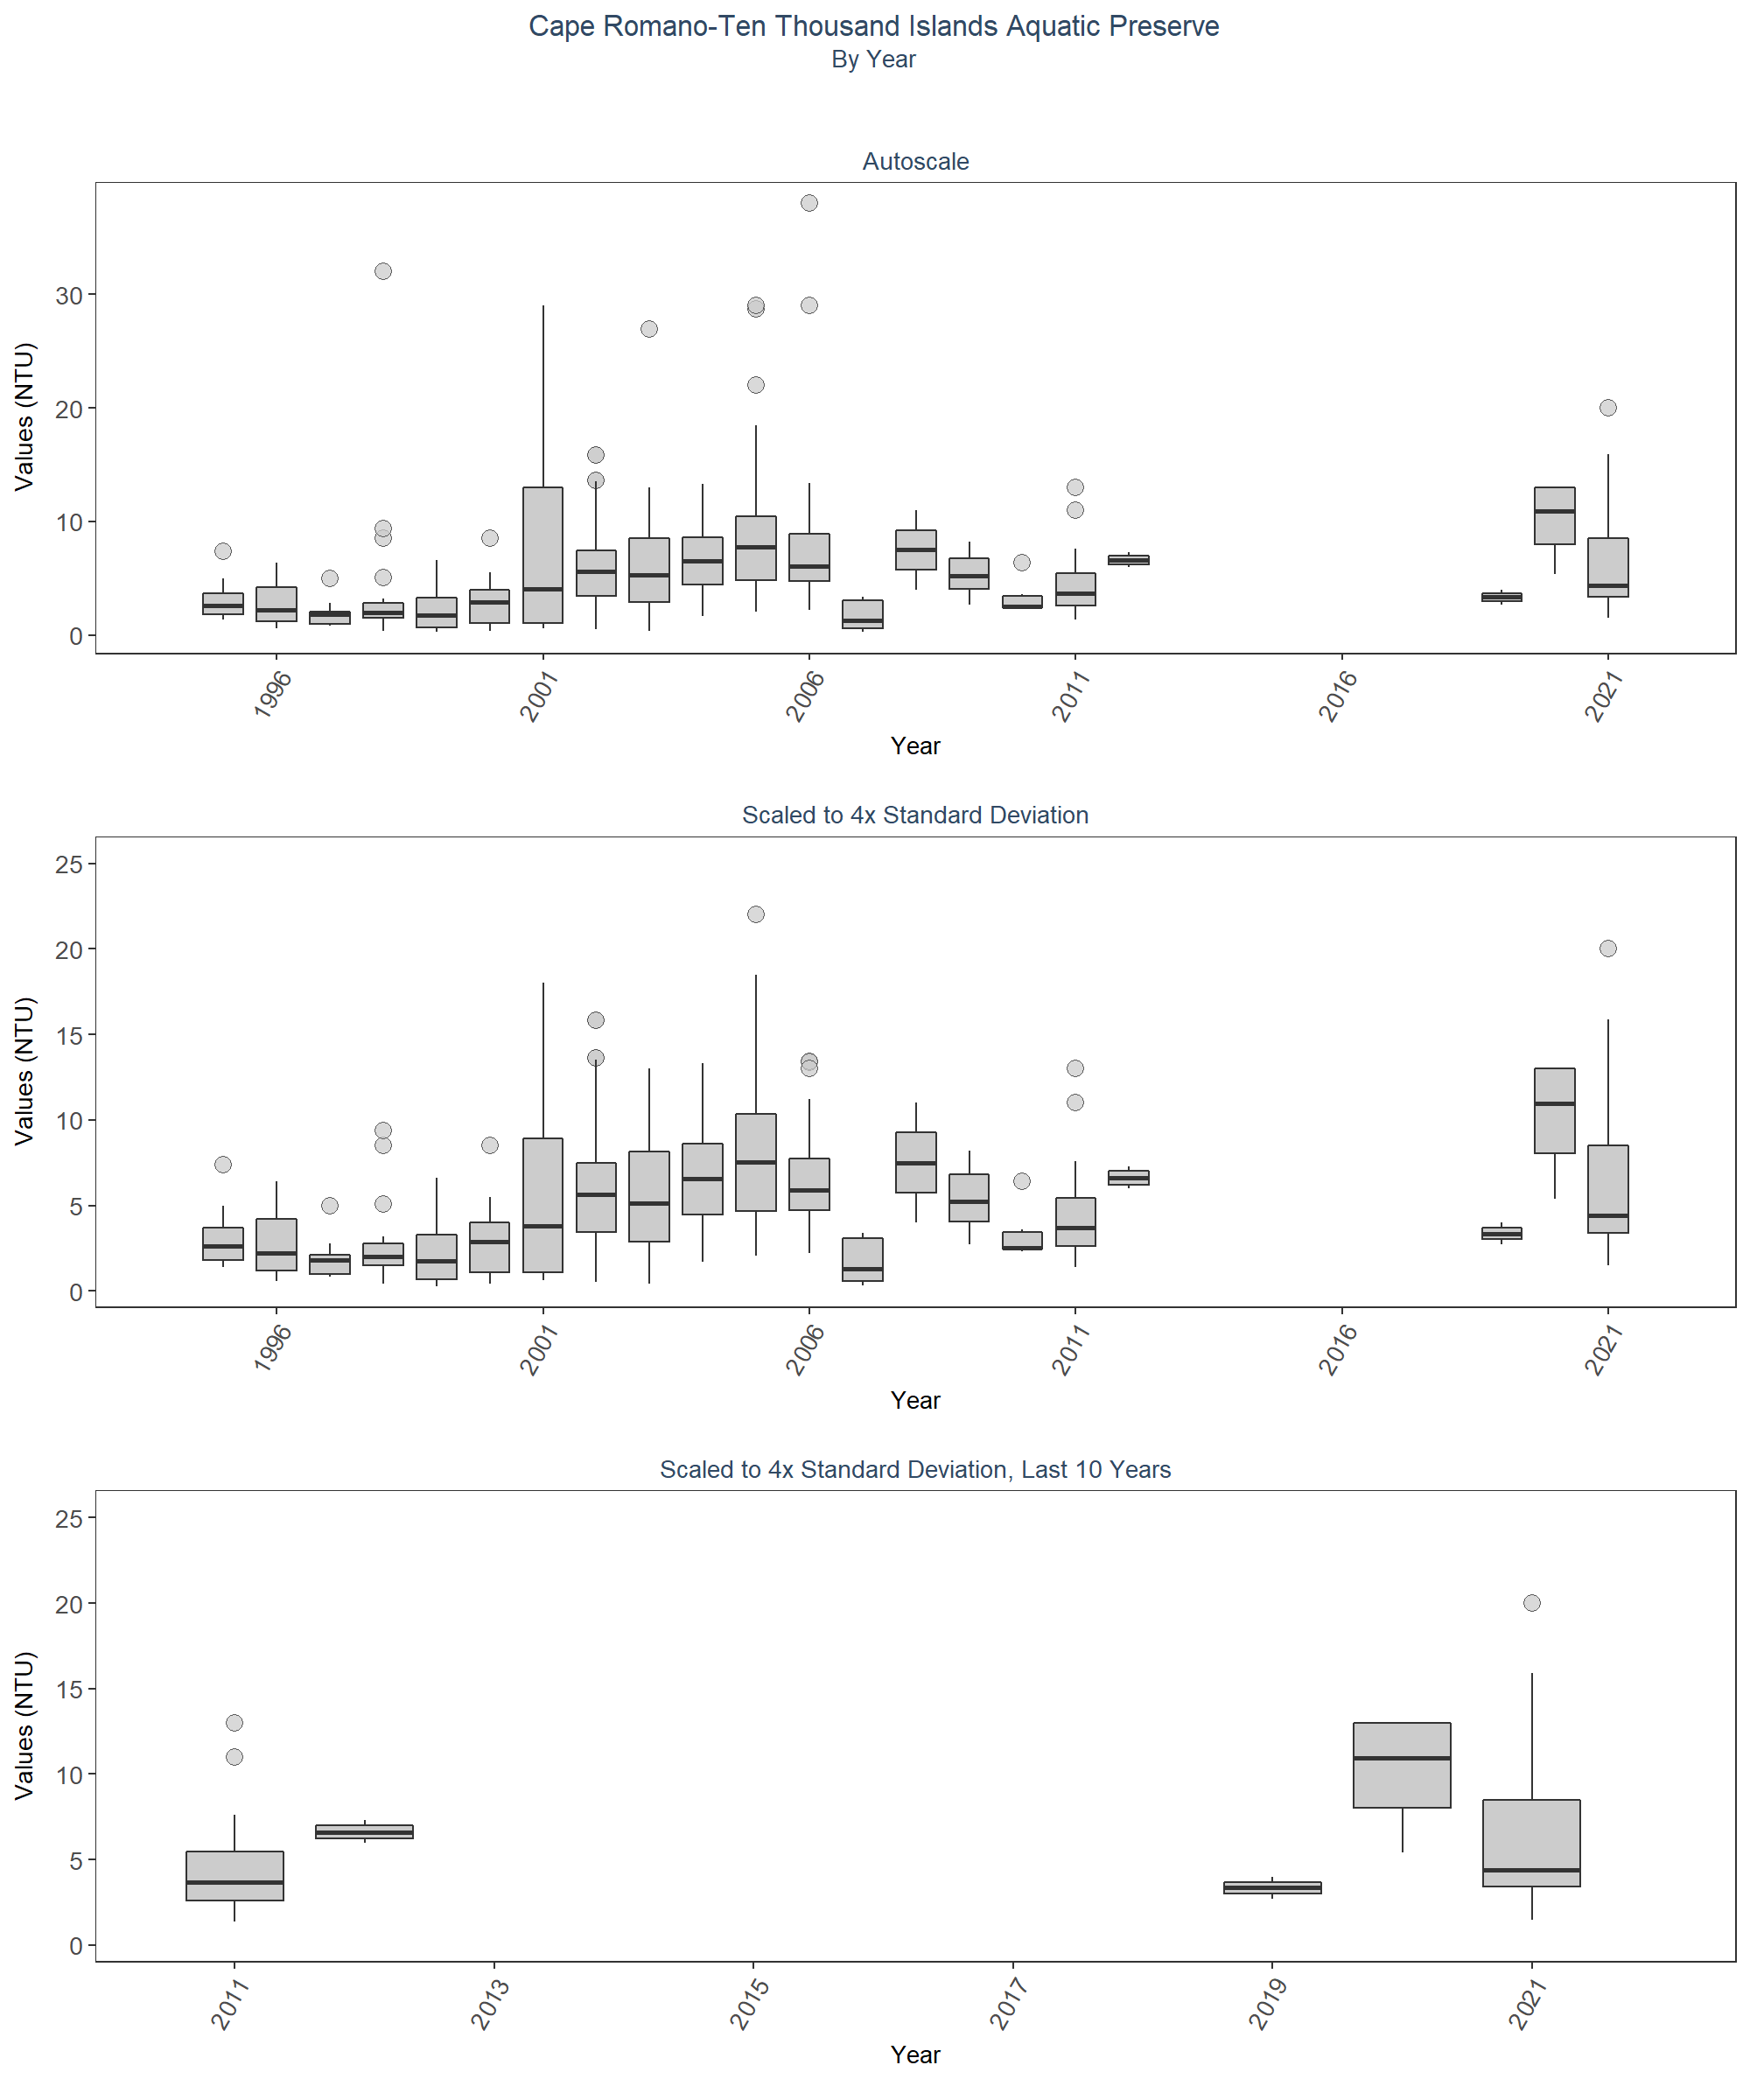 Cape Romano-Ten Thousand Islands Aquatic Preserve
By Year
Autoscale
Values (NTU)
30
20
10
0
1996 2001 2006 2011 2016 2021
Year
Scaled to 4x Standard Deviation
Values (NTU)
25
20
15
10
5
0
1996 2001 2006 2011 2016 2021
Year
Scaled to 4x Standard Deviation, Last 10 Years
Values (NTU)
25
20
15
10
5
0
2011 2013 2015 2017 2019 2021
Year